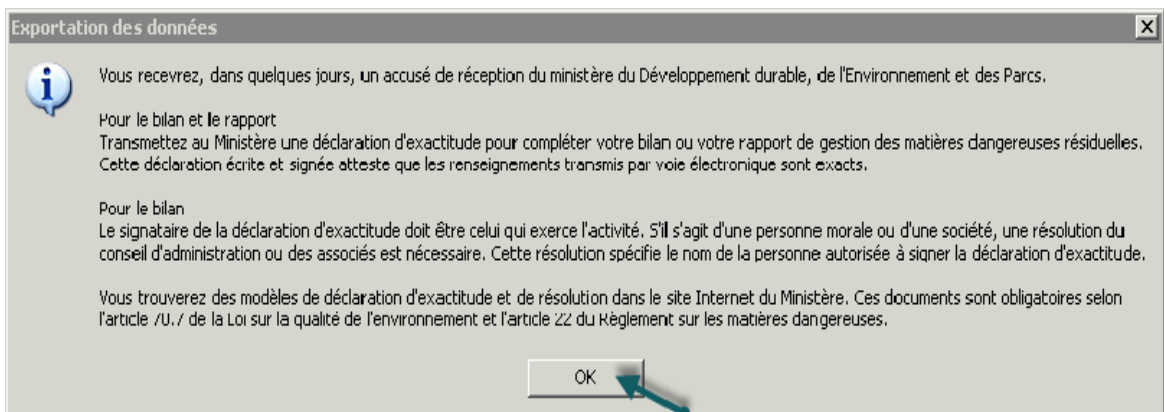 Exportation des données
Vous recevrez, dans quelques jours, un accusé de réception du ministère du Développement durable, de l'Environnement et des Parcs.
Pour le bilan et le rapport
Transmettez au Ministère une déclaration d'exactitude pour compléter votre bilan ou votre rapport de gestion des matières dangereuses résiduelles.
Cette déclaration écrite et signée atteste que les renseignements transmis par voie électronique sont exacts.
Pour le bilan
Le signataire de la déclaration d'exactitude doit être celui qui exerce l'activité. S'il s'agit d'une personne morale ou d'une société, une résolution du
conseil d'administration ou des associés est nécessaire. Cette résolution spécifie le nom de la personne autorisée à signer la déclaration d'exactitude.
Vous trouverez des modèles de déclaration d'exactitude et de résolution dans le site Internet du Ministère. Ces documents sont obligatoires selon
l'article 70.7 de la Loi sur la qualité de l'environnement et l'article 22 du Règlement sur les matières dangereuses.
OK